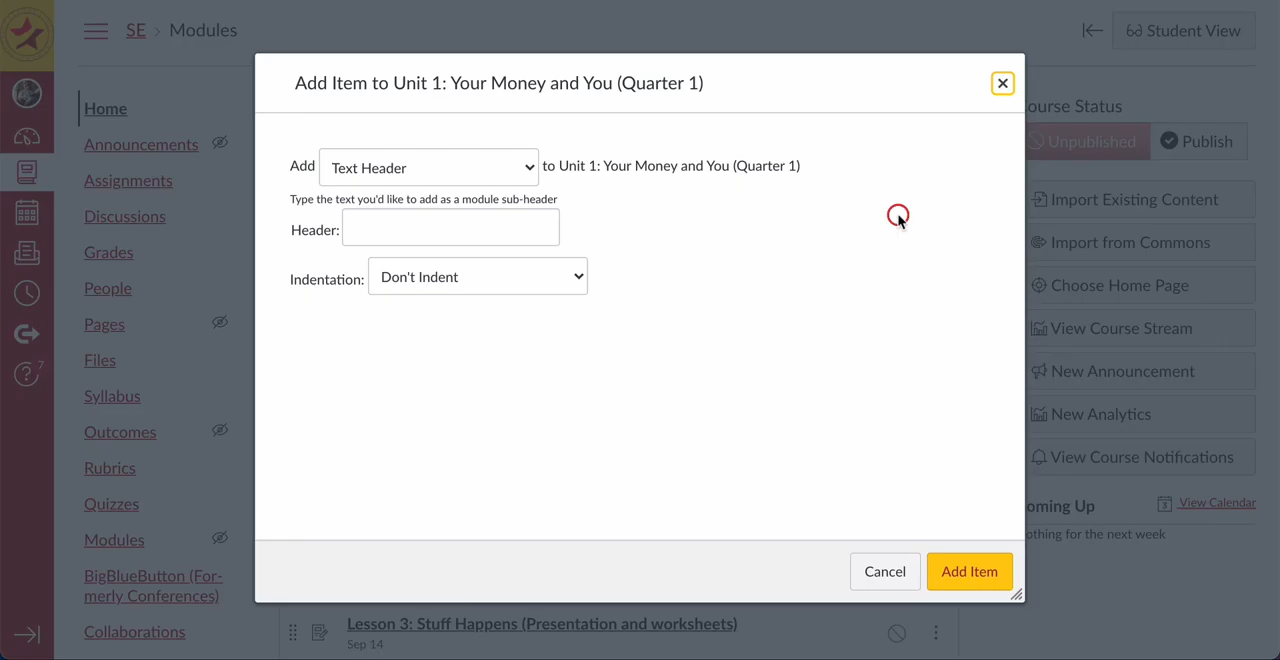 SE > Modules
Student View
Add Item to Unit 1: Your Money and You (Quarter 1)
Home
Announcements
Assignments
Discussions
Grades
People
Pages
Files
Syllabus
Outcomes
Rubrics
Quizzes
Modules
BigBlueButton (For-
merly Conferences)
Collaborations
7
Add Text Header to Unit 1: Your Money and You (Quarter 1)
Type the text you'd like to add as a module sub-header
Header:
Indentation: Don't Indent
Cancel
Add Item
Lesson 3: Stuff Happens (Presentation and worksheets)
Sep 14
ourse Status
Unpublished
Publish
Import Existing Content
Import from Commons
Choose Home Page
View Course Stream
New Announcement
New Analytics
View Course Notifications
oming Up
3 View Calendar
othing for the next week